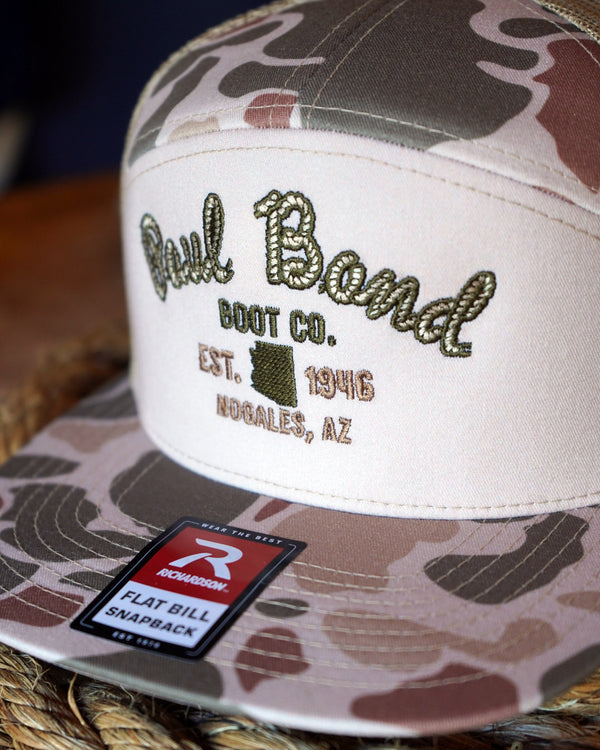 Paul Bond
BOOT CO.
EST. 1946
NOGALES, AZ
WEAR THE BEST
RICHARDSON
FLAT BILL
SNAPBACK
EST 1970